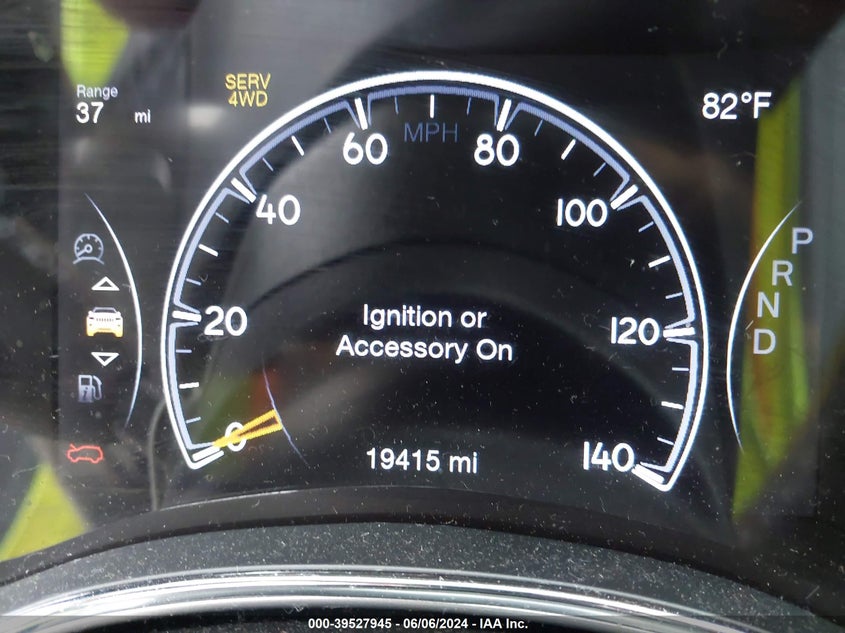 Range
37 mi
SERV
4WD
82°F
MPH
0
20
40
60
80
100
120
140
Ignition or
Accessory On
19415 mi
P
R
N
D
000-39527945 - 06/06/2024 - IAA Inc.